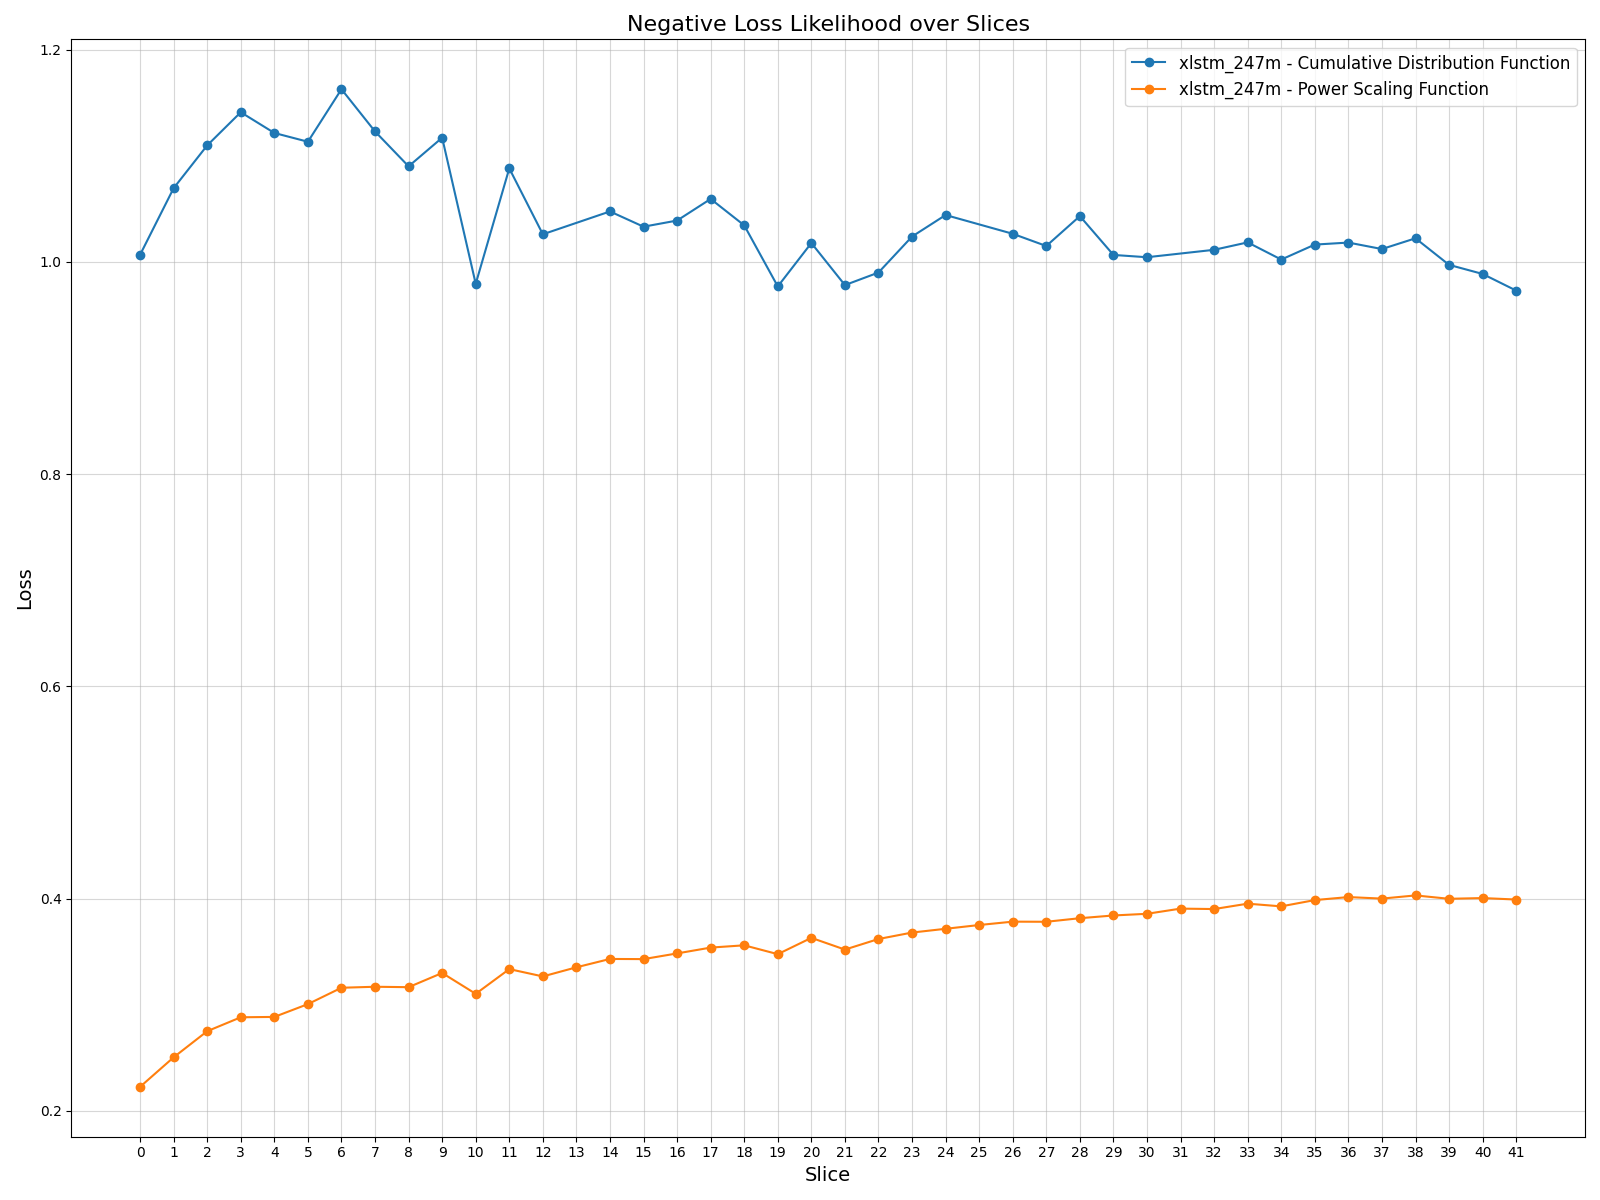 Negative Loss Likelihood over Slices
xlstm_247m - Cumulative Distribution Function
xlstm_247m - Power Scaling Function
Loss
1.2
1.0
0.8
0.6
0.4
0.2
0 1 2 3 4 5 6 7 8 9 10 11 12 13 14 15 16 17 18 19 20 21 22 23 24 25 26 27 28 29 30 31 32 33 34 35 36 37 38 39 40 41
Slice